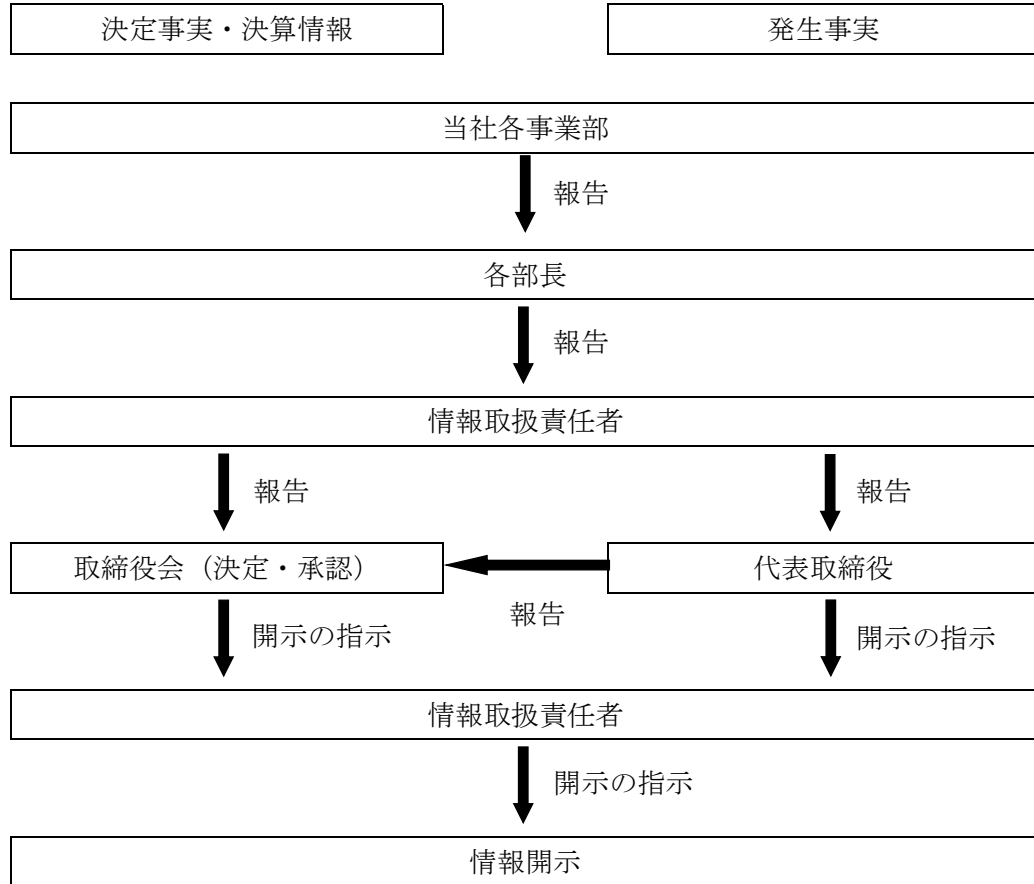 決定事実・決算情報
発生事実
当社各事業部
報告
各部長
報告
情報取扱責任者
報告
報告
取締役会（決定・承認）
代表取締役
報告
開示の指示
開示の指示
情報取扱責任者
開示の指示
情報開示